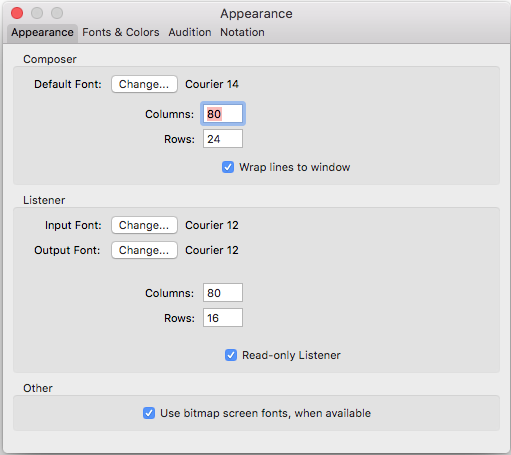 Appearance
Appearance Fonts & Colors Audition Notation
Composer
Default Font: Change... Courier 14
Columns: 80
Rows: 24
Wrap lines to window
Listener
Input Font: Change... Courier 12
Output Font: Change... Courier 12
Columns: 80
Rows: 16
Read-only Listener
Other
Use bitmap screen fonts, when available